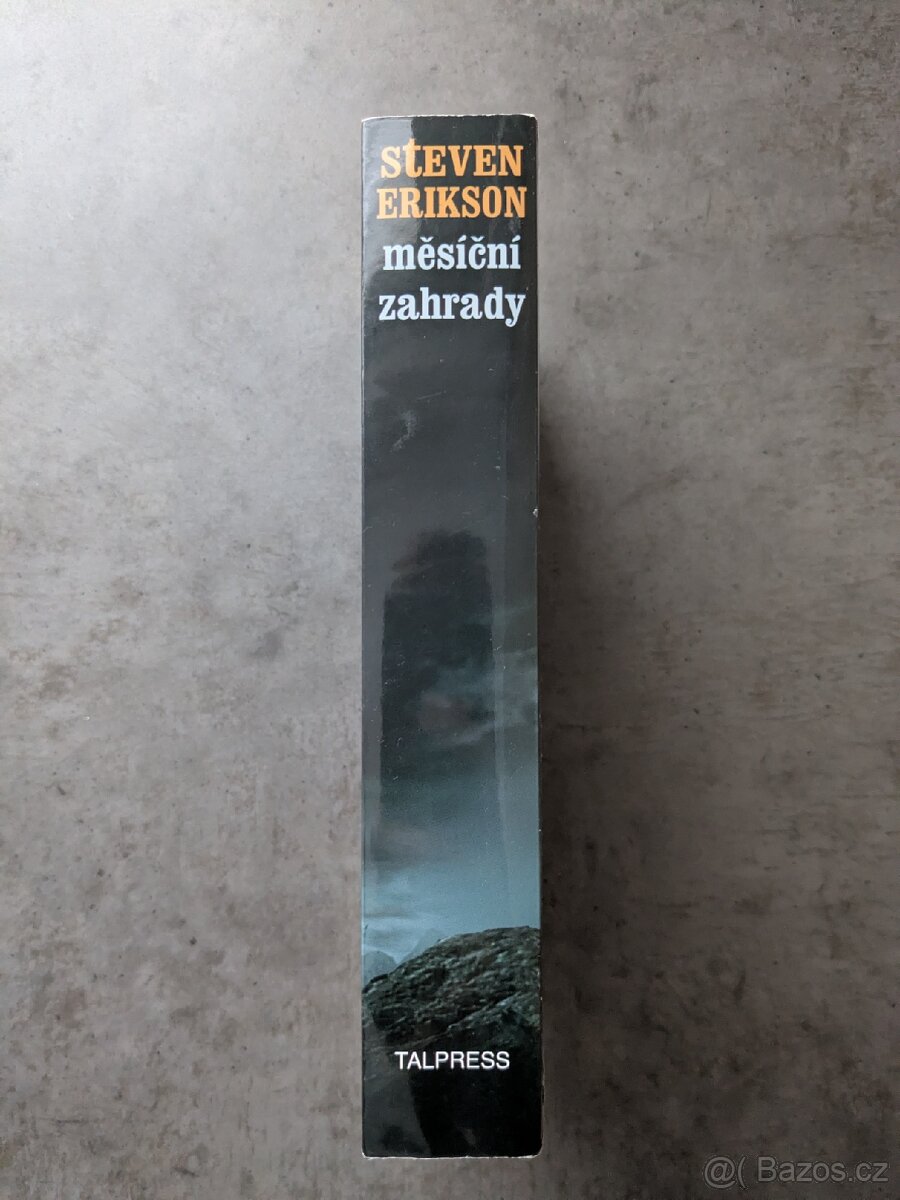 StEVEN
ERIKSON
měsíční
zahrady
TALPRESS
@( Bazos.cz